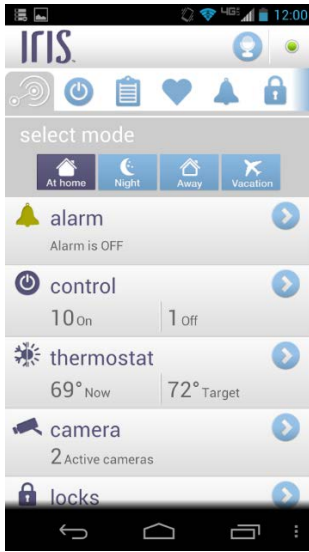 4G 12:00
IRIS.
select mode
At home Night Away Vacation
alarm
Alarm is OFF
control
10 On 1 Off
thermostat
69° Now 72° Target
camera
2 Active cameras
locks